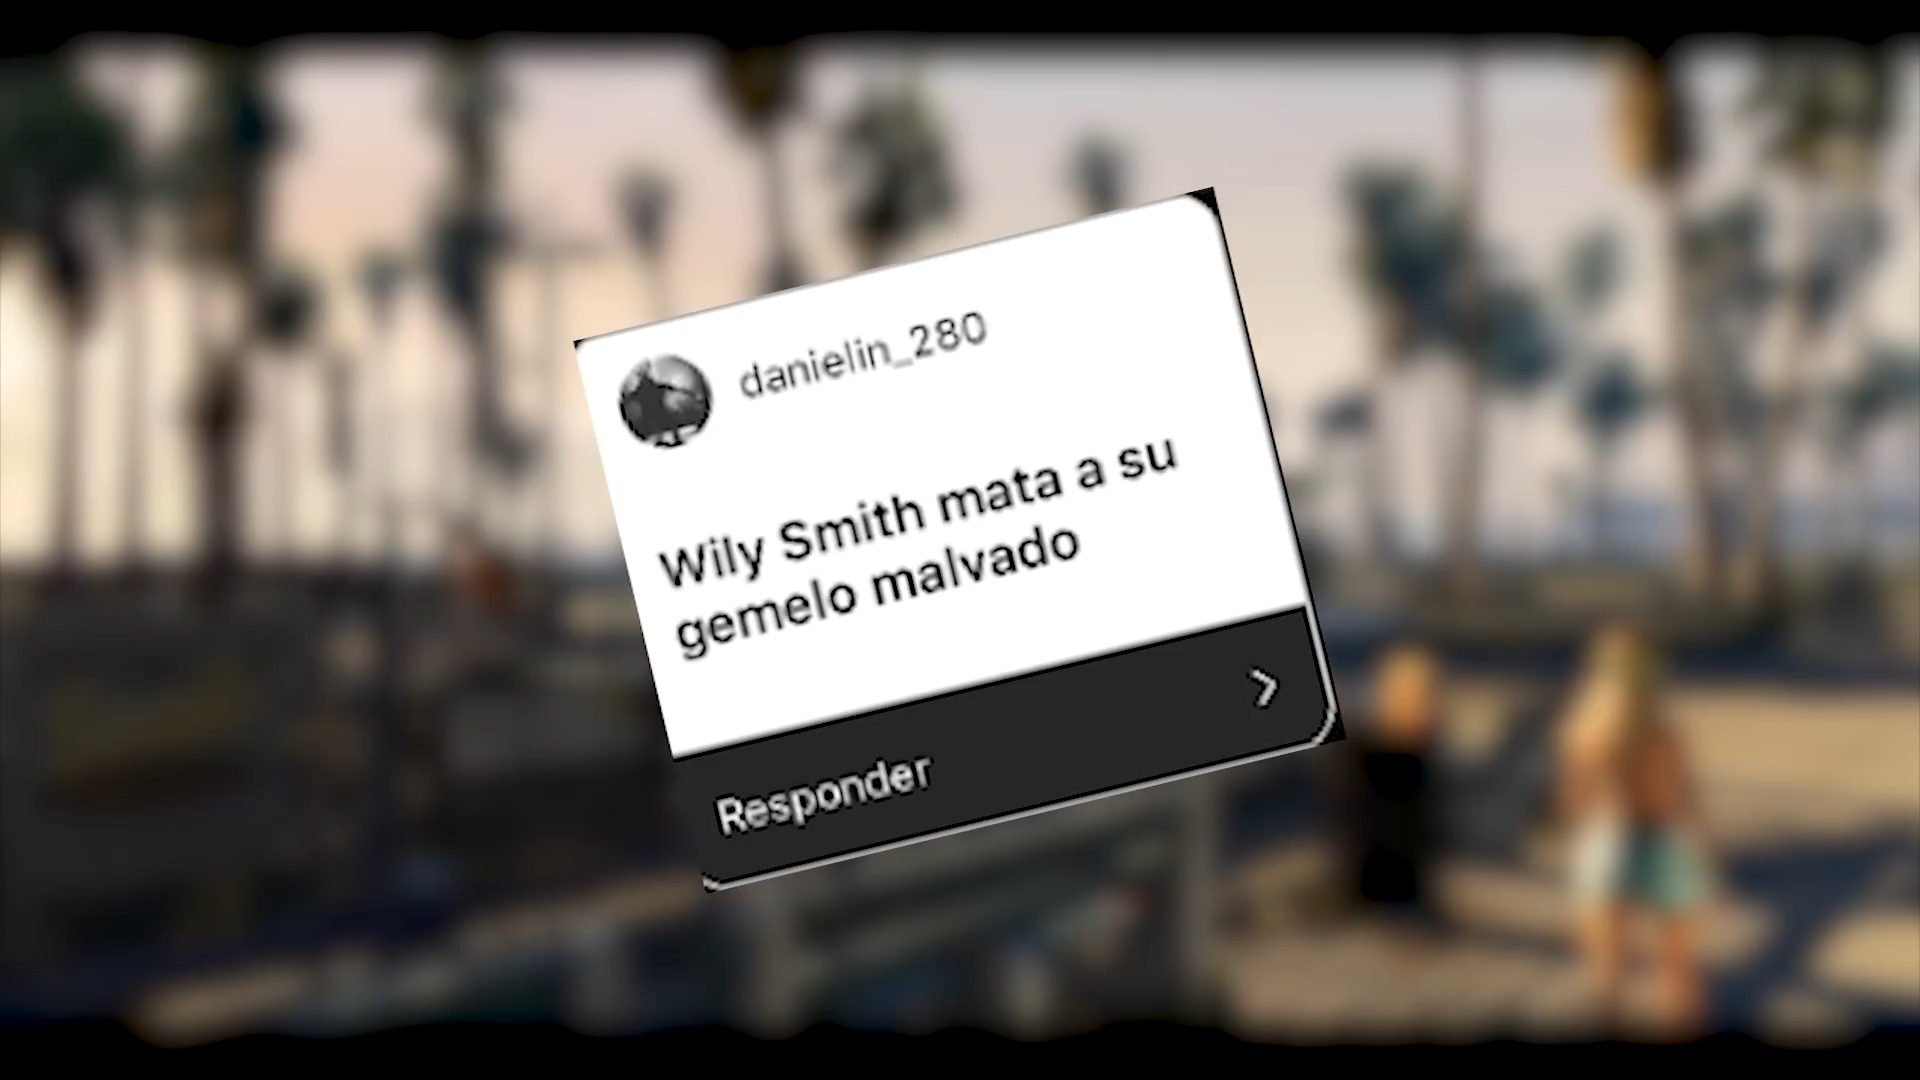 danielin_280
Wily Smith mata a su
gemelo malvado
Responder